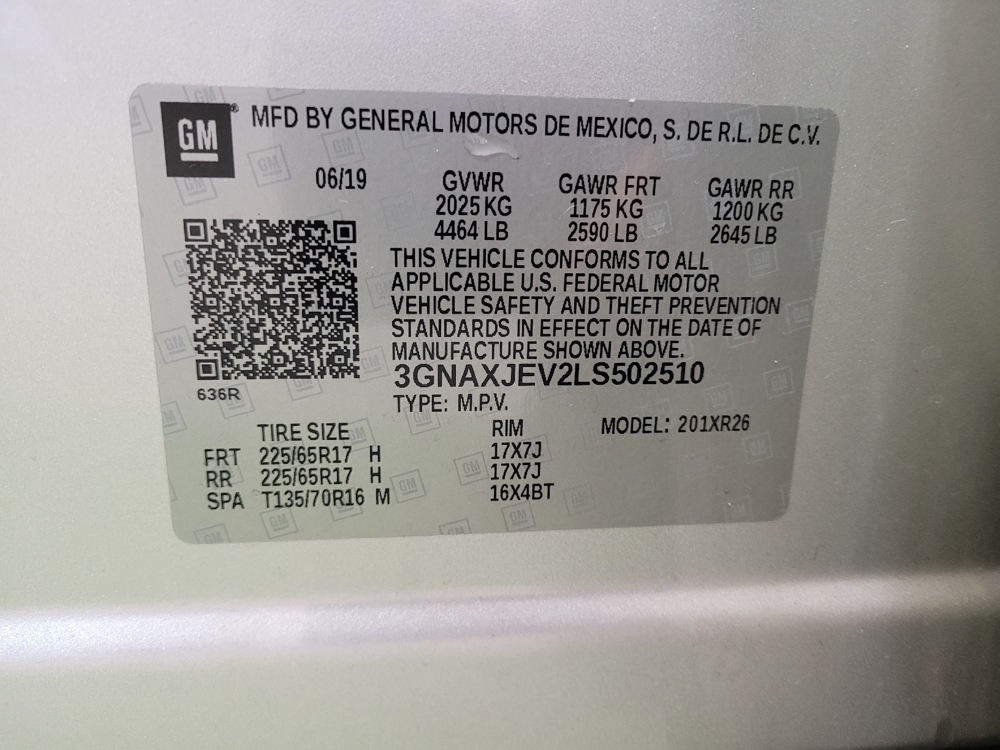 GM
MFD BY GENERAL MOTORS DE MEXICO, S. DE R.L. DE C.V.
06/19 GVWR GAWR FRT GAWR RR
2025 KG 1175 KG 1200 KG
4464 LB 2590 LB 2645 LB
THIS VEHICLE CONFORMS TO ALL
APPLICABLE U.S. FEDERAL MOTOR
VEHICLE SAFETY AND THEFT PREVENTION
STANDARDS IN EFFECT ON THE DATE OF
MANUFACTURE SHOWN ABOVE.
3GNAXJEV2LS502510
636R
TYPE: M.P.V.
TIRE SIZE RIM MODEL: 201XR26
FRT 225/65R17 H 17X7J
RR 225/65R17 H 17X7J
SPA T135/70R16 M 16X4BT